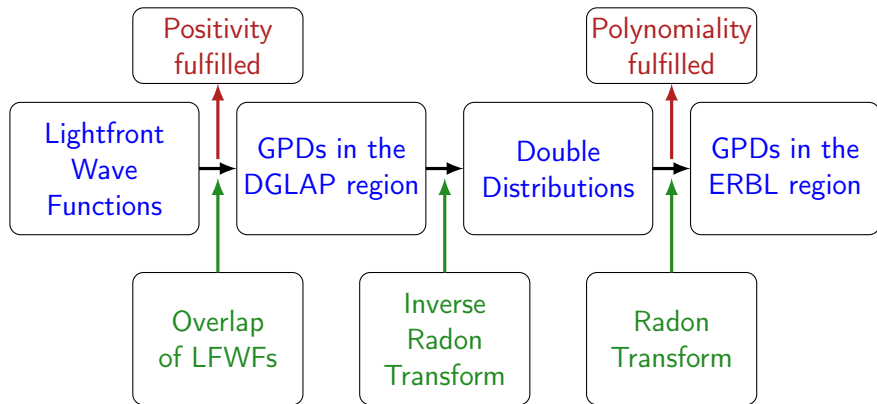 Positivity
fulfilled
Polynomiality
fulfilled
Lightfront
Wave
Functions
GPDs in the
DGLAP region
Double
Distributions
GPDs in the
ERBL region
Overlap
of LFWFs
Inverse
Radon
Transform
Radon
Transform